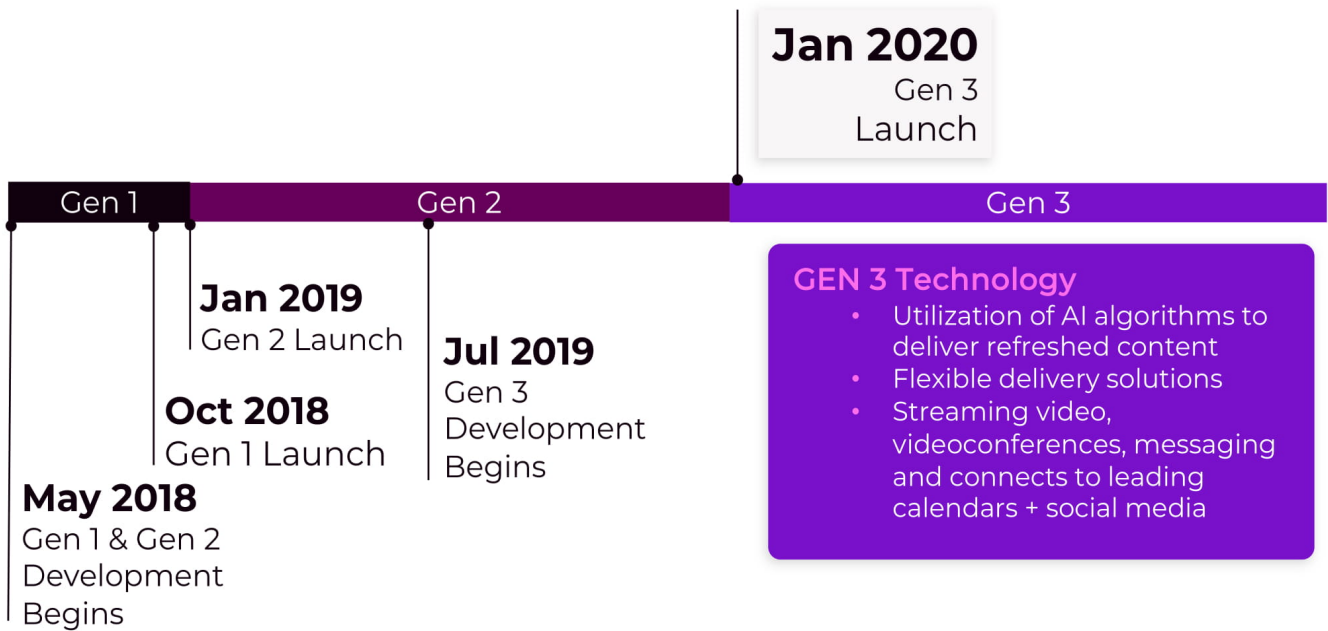 Jan 2020
Gen 3
Launch
Gen 1
Gen 2
Gen 3
Jan 2019
Gen 2 Launch
Jul 2019
Gen 3
Development
Begins
Oct 2018
Gen 1 Launch
May 2018
Gen 1 & Gen 2
Development
Begins
GEN 3 Technology
• Utilization of AI algorithms to
deliver refreshed content
• Flexible delivery solutions
• Streaming video,
videoconferences, messaging
and connects to leading
calendars + social media